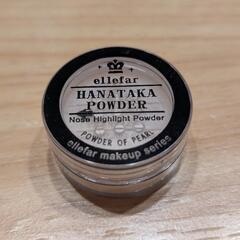 ellefar
HANATAKA
POWDER
Nose Highlight Powder
POWDER OF PEARL
ellefar makeup series